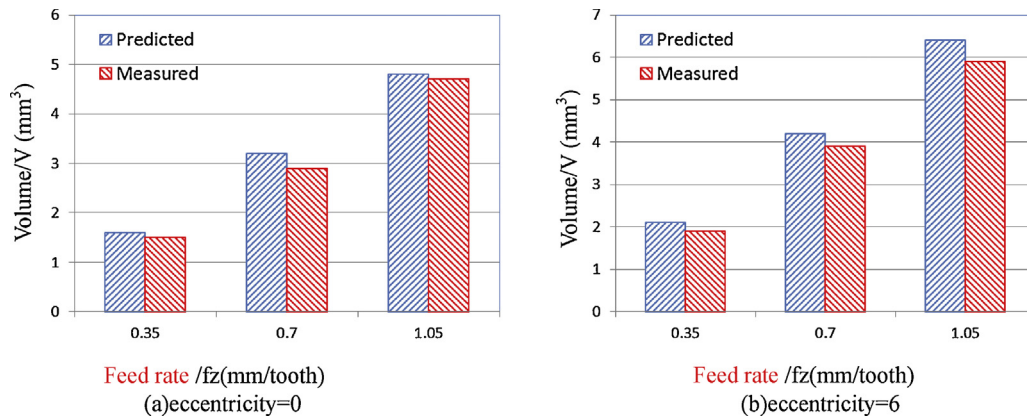 6
5
4
3
2
1
0
Volume/V (mm³)
Predicted
Measured
0.35 0.7 1.05
Feed rate /fz(mm/tooth)
(a)eccentricity=0
7
6
5
4
3
2
1
0
Volume/V (mm³)
Predicted
Measured
0.35 0.7 1.05
Feed rate /fz(mm/tooth)
(b)eccentricity=6